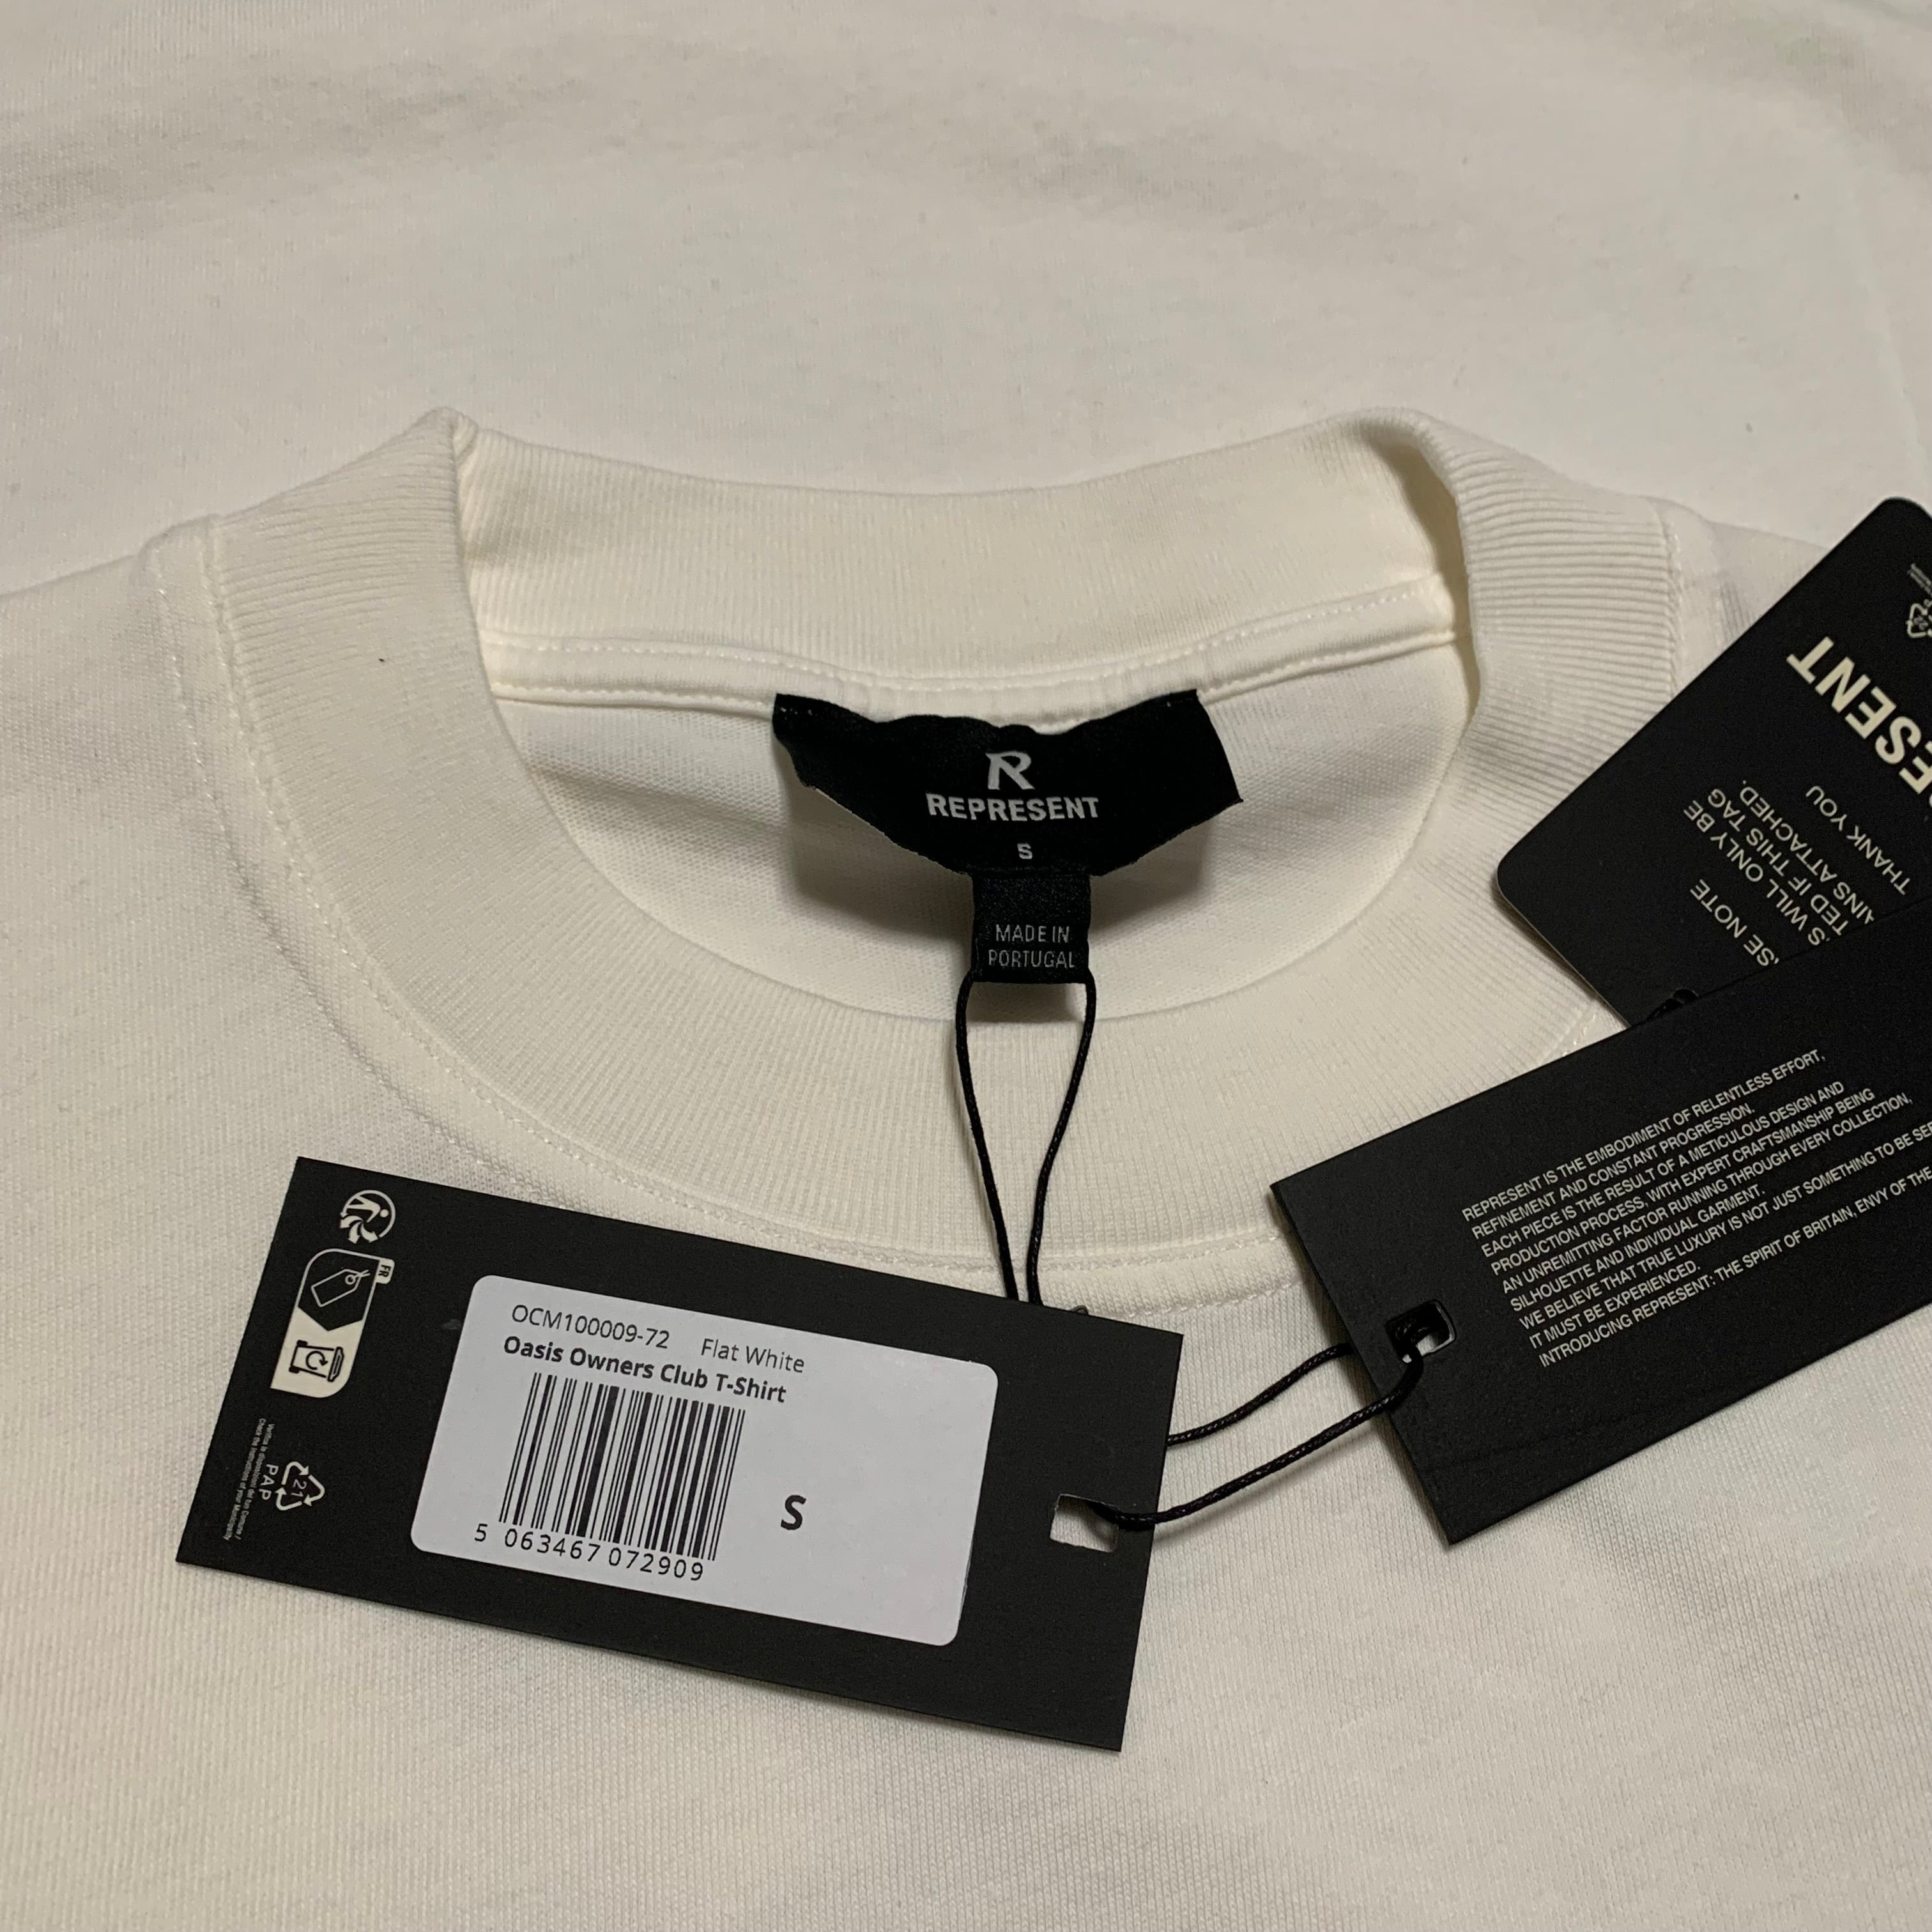 R
REPRESENT
S
MADE IN
PORTUGAL
OCM100009-72 Flat White
Oasis Owners Club T-Shirt
5 063467 072909
S
FR
21
PAP
REPRESENT IS THE EMBODIMENT OF RELENTLESS EFFORT,
REFINEMENT AND CONSTANT PROGRESSION.
EACH PIECE IS THE RESULT OF A METICULOUS DESIGN AND
PRODUCTION PROCESS, WITH EXPERT CRAFTSMANSHIP BEING
AN UNREMITTING FACTOR RUNNING THROUGH EVERY COLLECTION,
SILHOUETTE AND INDIVIDUAL GARMENT.
WE BELIEVE THAT TRUE LUXURY IS NOT JUST SOMETHING TO BE
IT MUST BE EXPERIENCED.
INTRODUCING REPRESENT: THE SPIRIT OF BRITAIN, ENVY OF THE
ESENT
SE NOTE
S WILL ONLY BE
TED IF THIS TAG
AINS ATTACHED.
THANK YOU